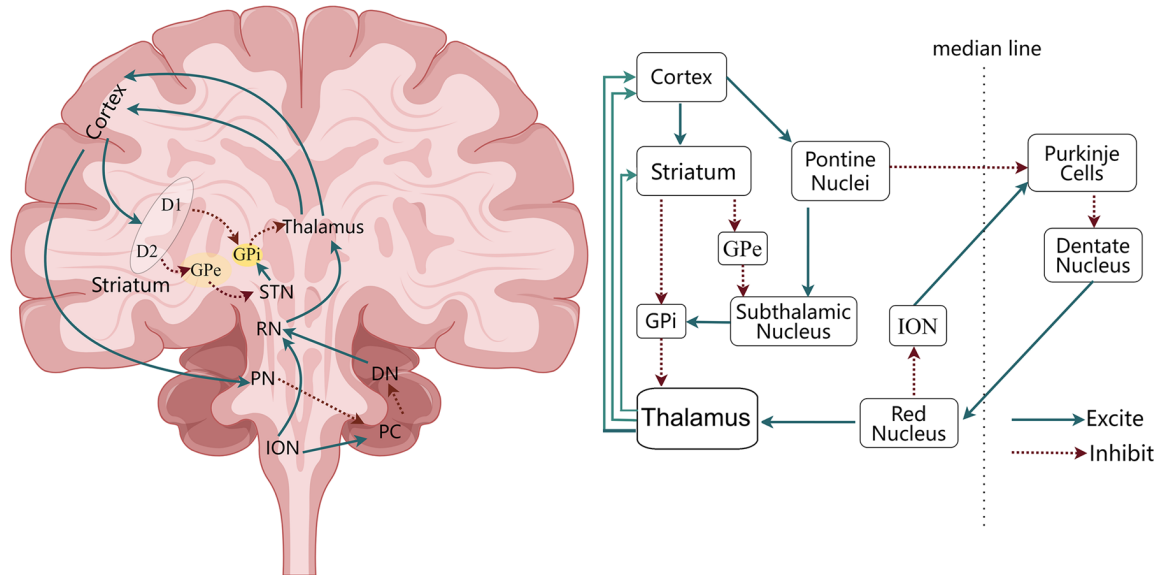 Cortex
D1
D2
Striatum
GPe
GPi
Thalamus
STN
RN
PN
DN
PC
ION
median line
Cortex
Striatum
Pontine
Nuclei
Purkinje
Cells
GPe
Dentate
Nucleus
GPi
Subthalamic
Nucleus
ION
Thalamus
Red
Nucleus
Excite
Inhibit